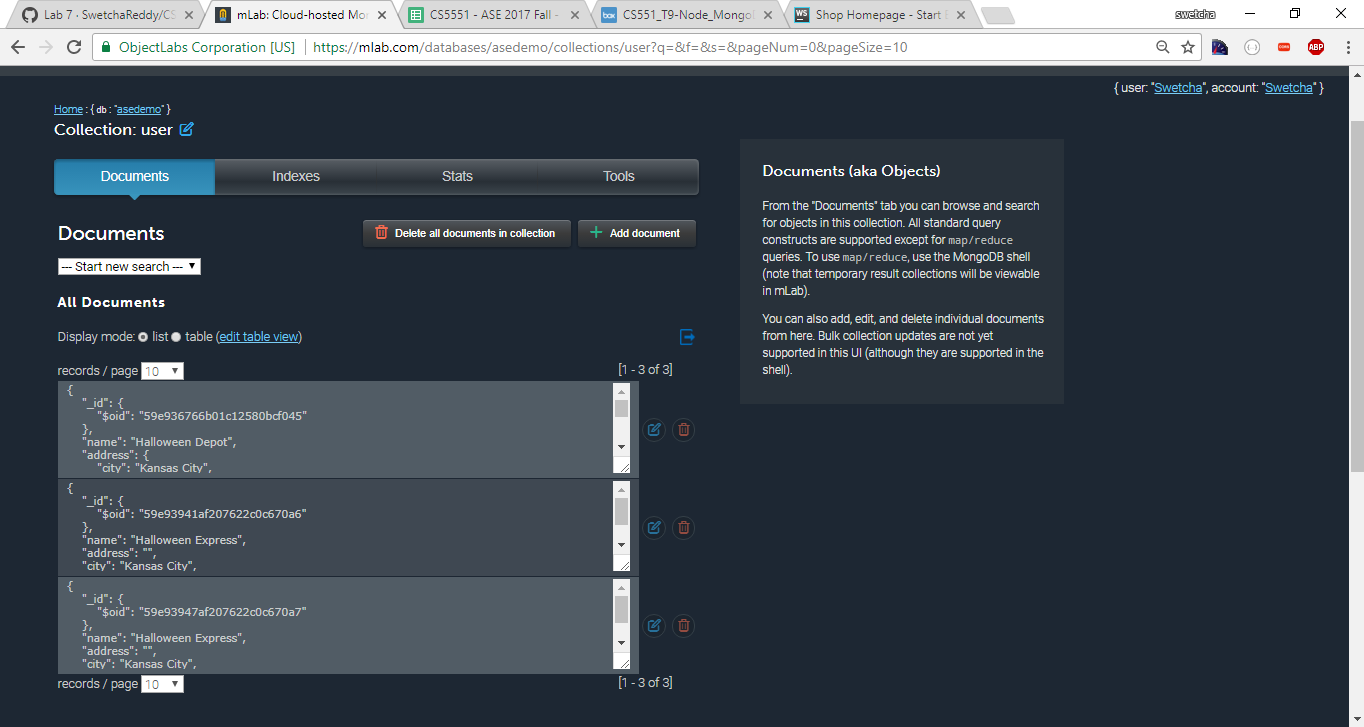 Lab 7 · SwetchaReddy/CS
mLab: Cloud-hosted Mo
CS5551 - ASE 2017 Fall -
CS551_T9-Node_Mongo
Shop Homepage - Start
swetcha
ObjectLabs Corporation [US]
https://mlab.com/databases/asedemo/collections/user?q=&f=&s=&pageNum=0&pageSize=10
{ user: "Swetcha", account: "Swetcha" }
Home : { db : "asedemo" }
Collection: user
Documents Indexes Stats Tools
Documents
Delete all documents in collection
Add document
--- Start new search ---
All Documents
Display mode: list table (edit table view)
records / page 10
[1 - 3 of 3]
{
"_id": {
"$oid": "59e936766b01c12580bcf045"
},
"name": "Halloween Depot",
"address": {
"city": "Kansas City",
{
"_id": {
"$oid": "59e93941af207622c0c670a6"
},
"name": "Halloween Express",
"address": "",
"city": "Kansas City",
{
"_id": {
"$oid": "59e93947af207622c0c670a7"
},
"name": "Halloween Express",
"address": "",
"city": "Kansas City",
records / page 10
[1 - 3 of 3]
Documents (aka Objects)
From the "Documents" tab you can browse and search
for objects in this collection. All standard query
constructs are supported except for map/reduce
queries. To use map/reduce, use the MongoDB shell
(note that temporary result collections will be viewable
in mLab).
You can also add, edit, and delete individual documents
from here. Bulk collection updates are not yet
supported in this UI (although they are supported in the
shell).